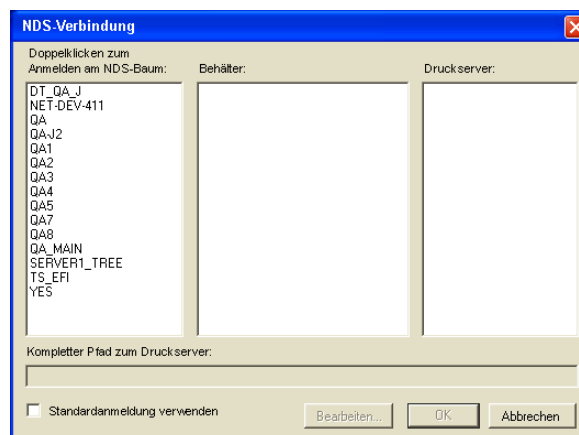 NDS-Verbindung
Doppelklicken zum
Anmelden am NDS-Baum:
Behälter:
Druckserver:
DT_QA_J
NET-DEV-411
QA
QA-J2
QA1
QA2
QA3
QA4
QA5
QA7
QA8
QA_MAIN
SERVER1_TREE
TS_EFI
YES
Kompletter Pfad zum Druckserver:
Standardanmeldung verwenden
Bearbeiten...
OK
Abbrechen